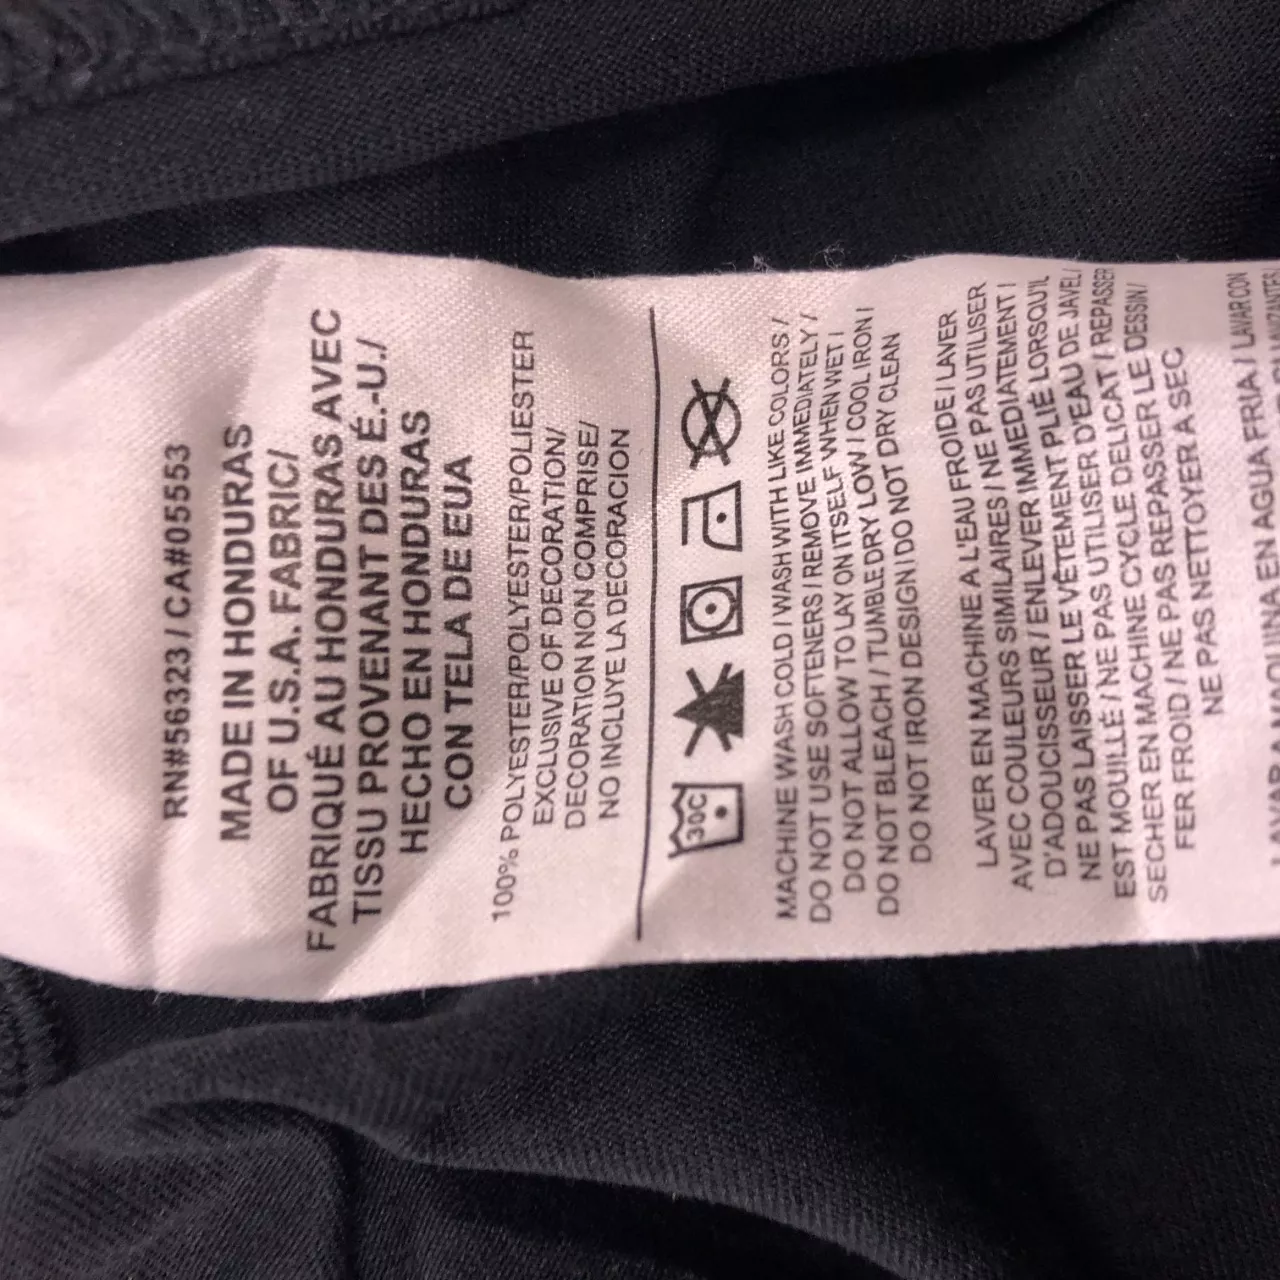 RN#56323 / CA#05553
MADE IN HONDURAS
OF U.S.A. FABRIC/
FABRIQUÉ AU HONDURAS AVEC
TISSU PROVENANT DES É.-U./
HECHO EN HONDURAS
CON TELA DE EUA
100% POLYESTER/POLYESTER/POLIESTER
EXCLUSIVE OF DECORATION/
DECORATION NON COMPRISE/
NO INCLUYE LA DECORACION
30C
MACHINE WASH COLD / WASH WITH LIKE COLORS /
DO NOT USE SOFTENERS / REMOVE IMMEDIATELY /
DO NOT ALLOW TO LAY ON ITSELF WHEN WET /
DO NOT BLEACH / TUMBLE DRY LOW / COOL IRON /
DO NOT IRON DESIGN / DO NOT DRY CLEAN
LAVER EN MACHINE A L'EAU FROIDE / LAVER
AVEC COULEURS SIMILAIRES / NE PAS UTILISER
D'ADOUCISSEUR / ENLEVER IMMEDIATEMENT /
NE PAS LAISSER LE VÊTEMENT PLIÉ LORSQU'IL
EST MOUILLÉ / NE PAS UTILISER D'EAU DE JAVEL /
SECHER EN MACHINE CYCLE DELICAT / REPASSER
FER FROID / NE PAS REPASSER LE DESSIN /
NE PAS NETTOYER A SEC
LAVAR A MAQUINA EN AGUA FRIA / LAVAR CON